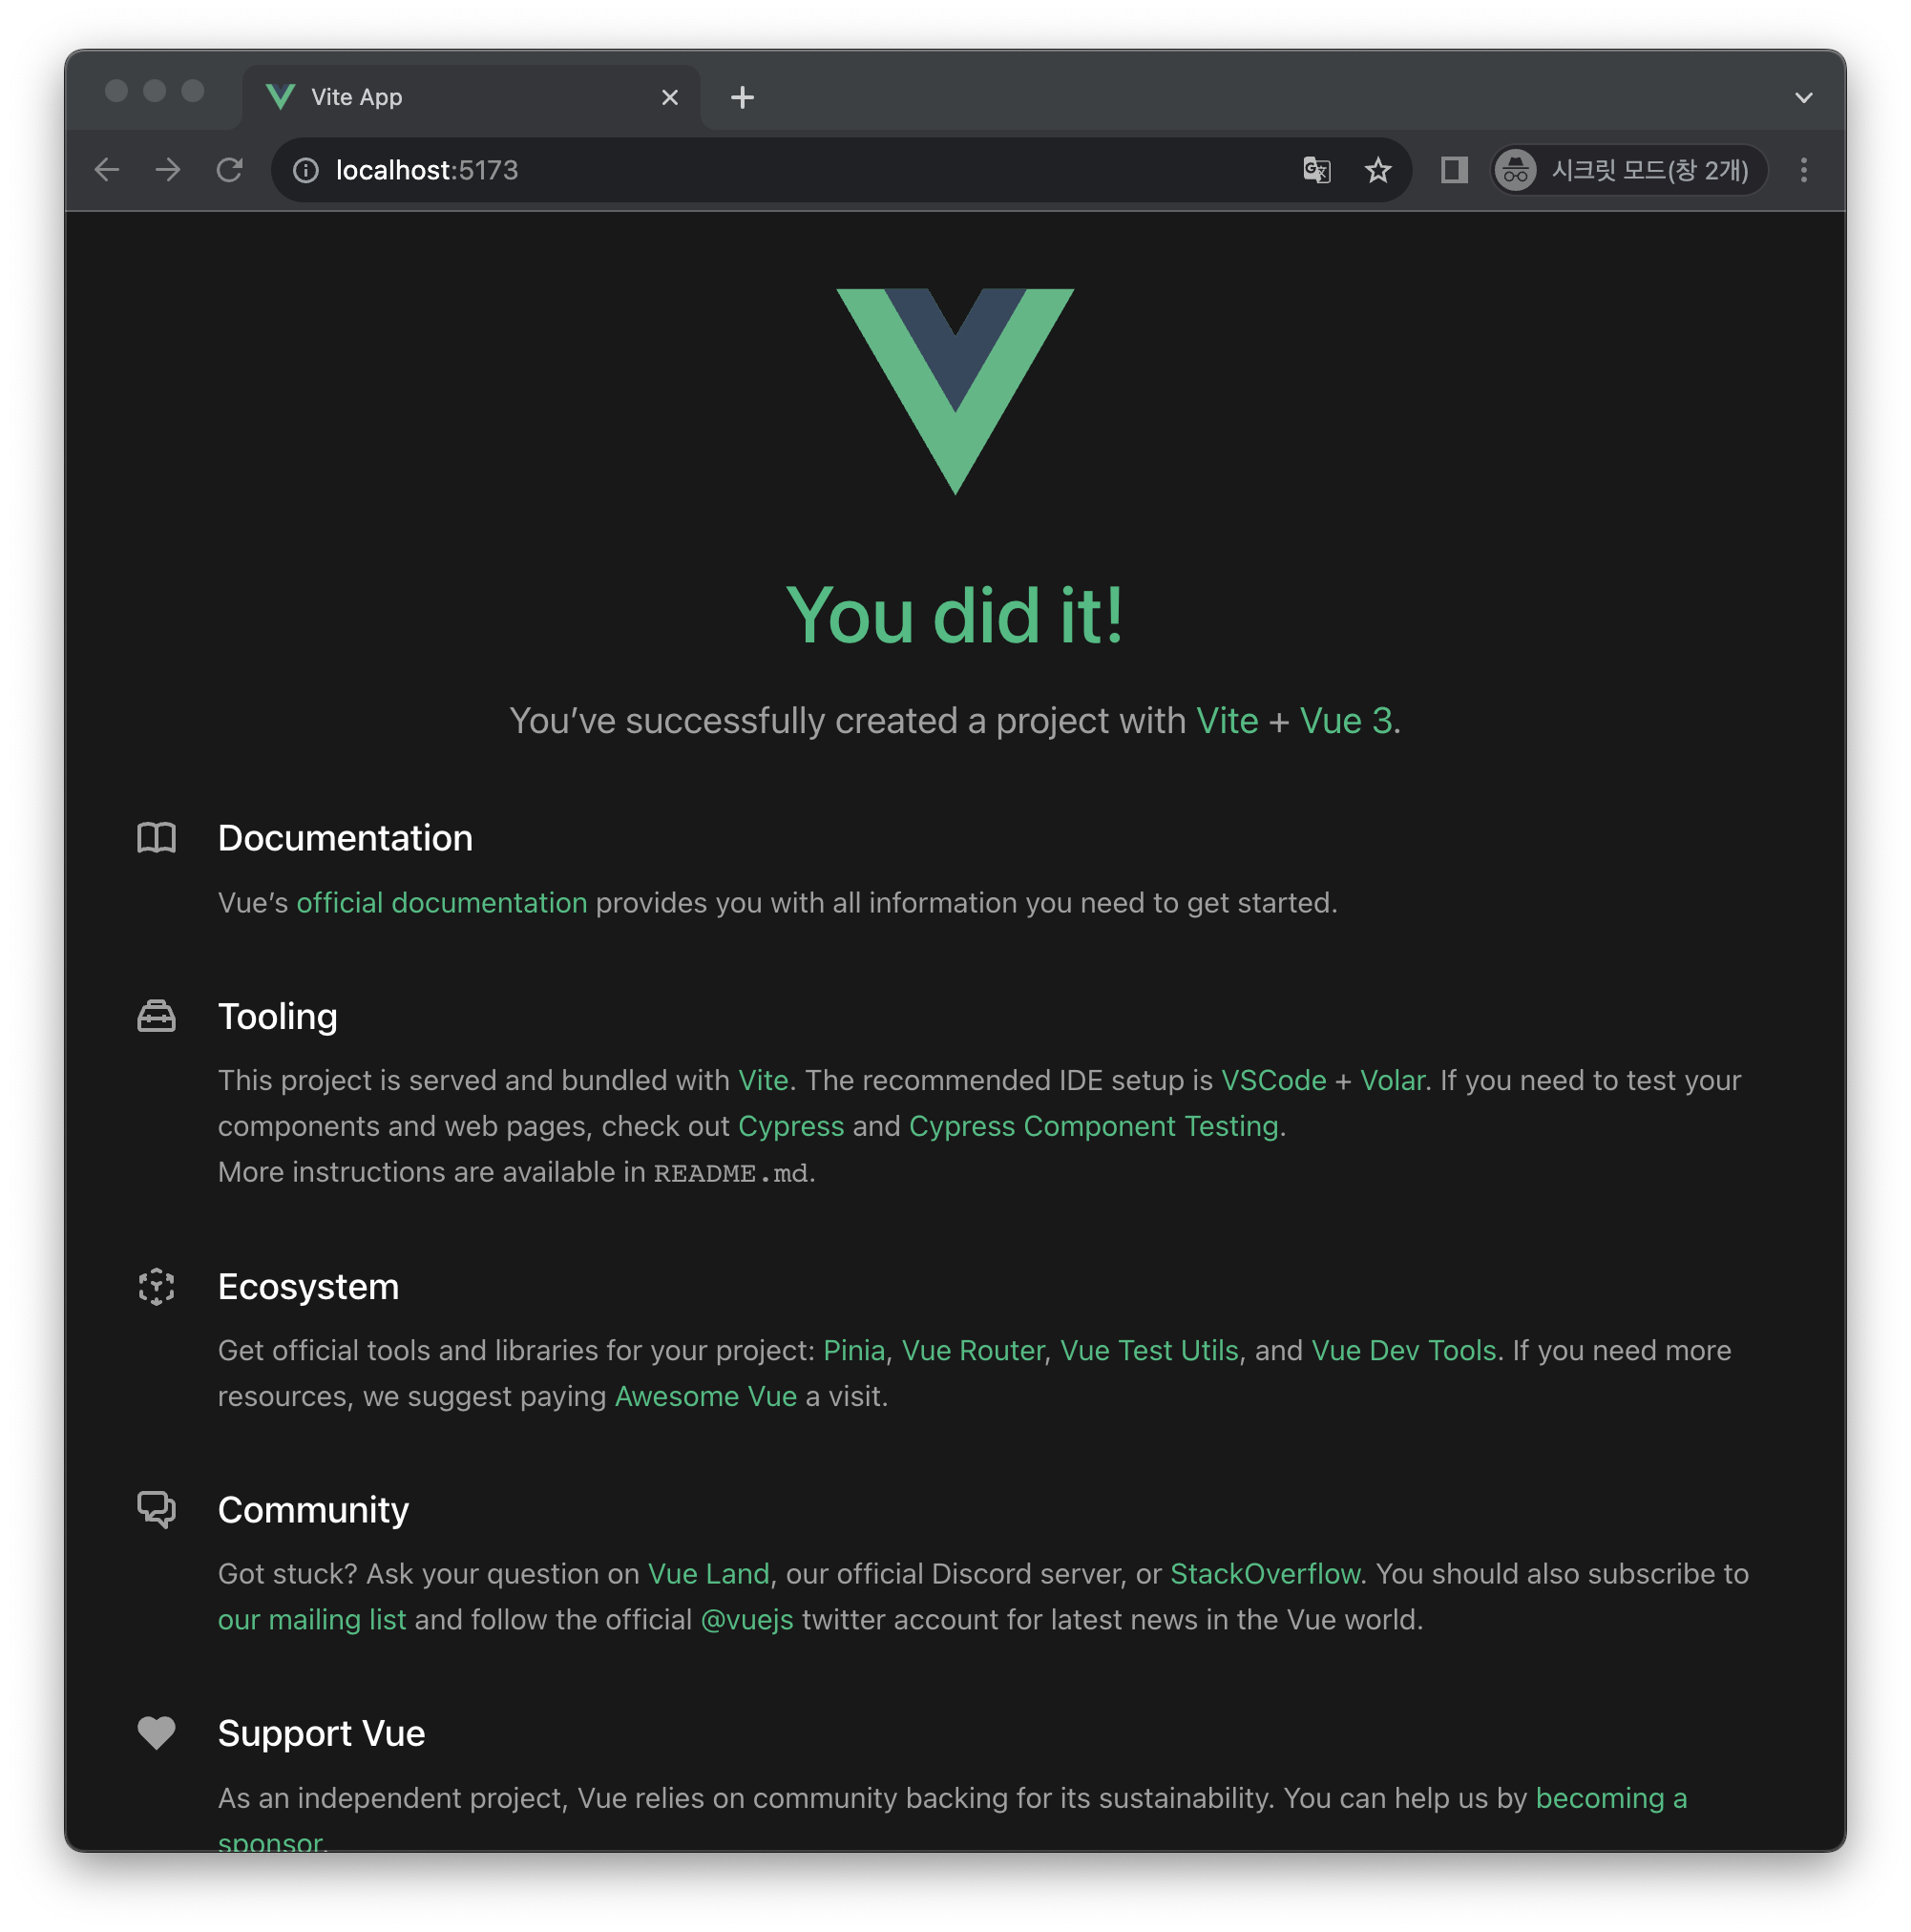 Vite App
localhost:5173
시크릿 모드(창 2개)
You did it!
You’ve successfully created a project with Vite + Vue 3.
Documentation
Vue’s official documentation provides you with all information you need to get started.
Tooling
This project is served and bundled with Vite. The recommended IDE setup is VSCode + Volar. If you need to test your
components and web pages, check out Cypress and Cypress Component Testing.
More instructions are available in README.md.
Ecosystem
Get official tools and libraries for your project: Pinia, Vue Router, Vue Test Utils, and Vue Dev Tools. If you need more
resources, we suggest paying Awesome Vue a visit.
Community
Got stuck? Ask your question on Vue Land, our official Discord server, or StackOverflow. You should also subscribe to
our mailing list and follow the official @vuejs twitter account for latest news in the Vue world.
Support Vue
As an independent project, Vue relies on community backing for its sustainability. You can help us by becoming a
sponsor.